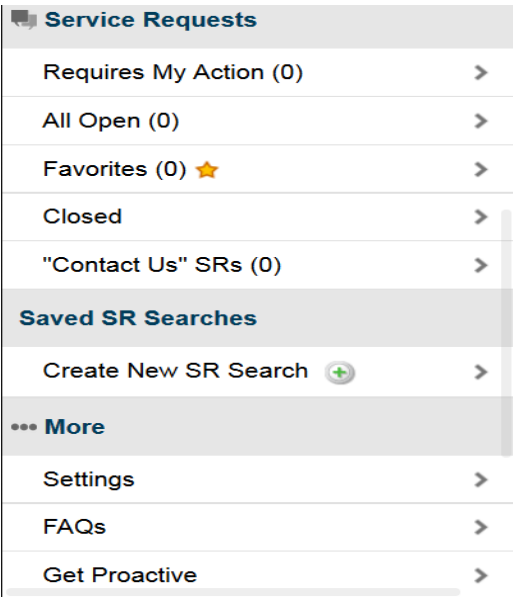 Service Requests
Requires My Action (0)
All Open (0)
Favorites (0)
Closed
"Contact Us" SRs (0)
Saved SR Searches
Create New SR Search
More
Settings
FAQs
Get Proactive